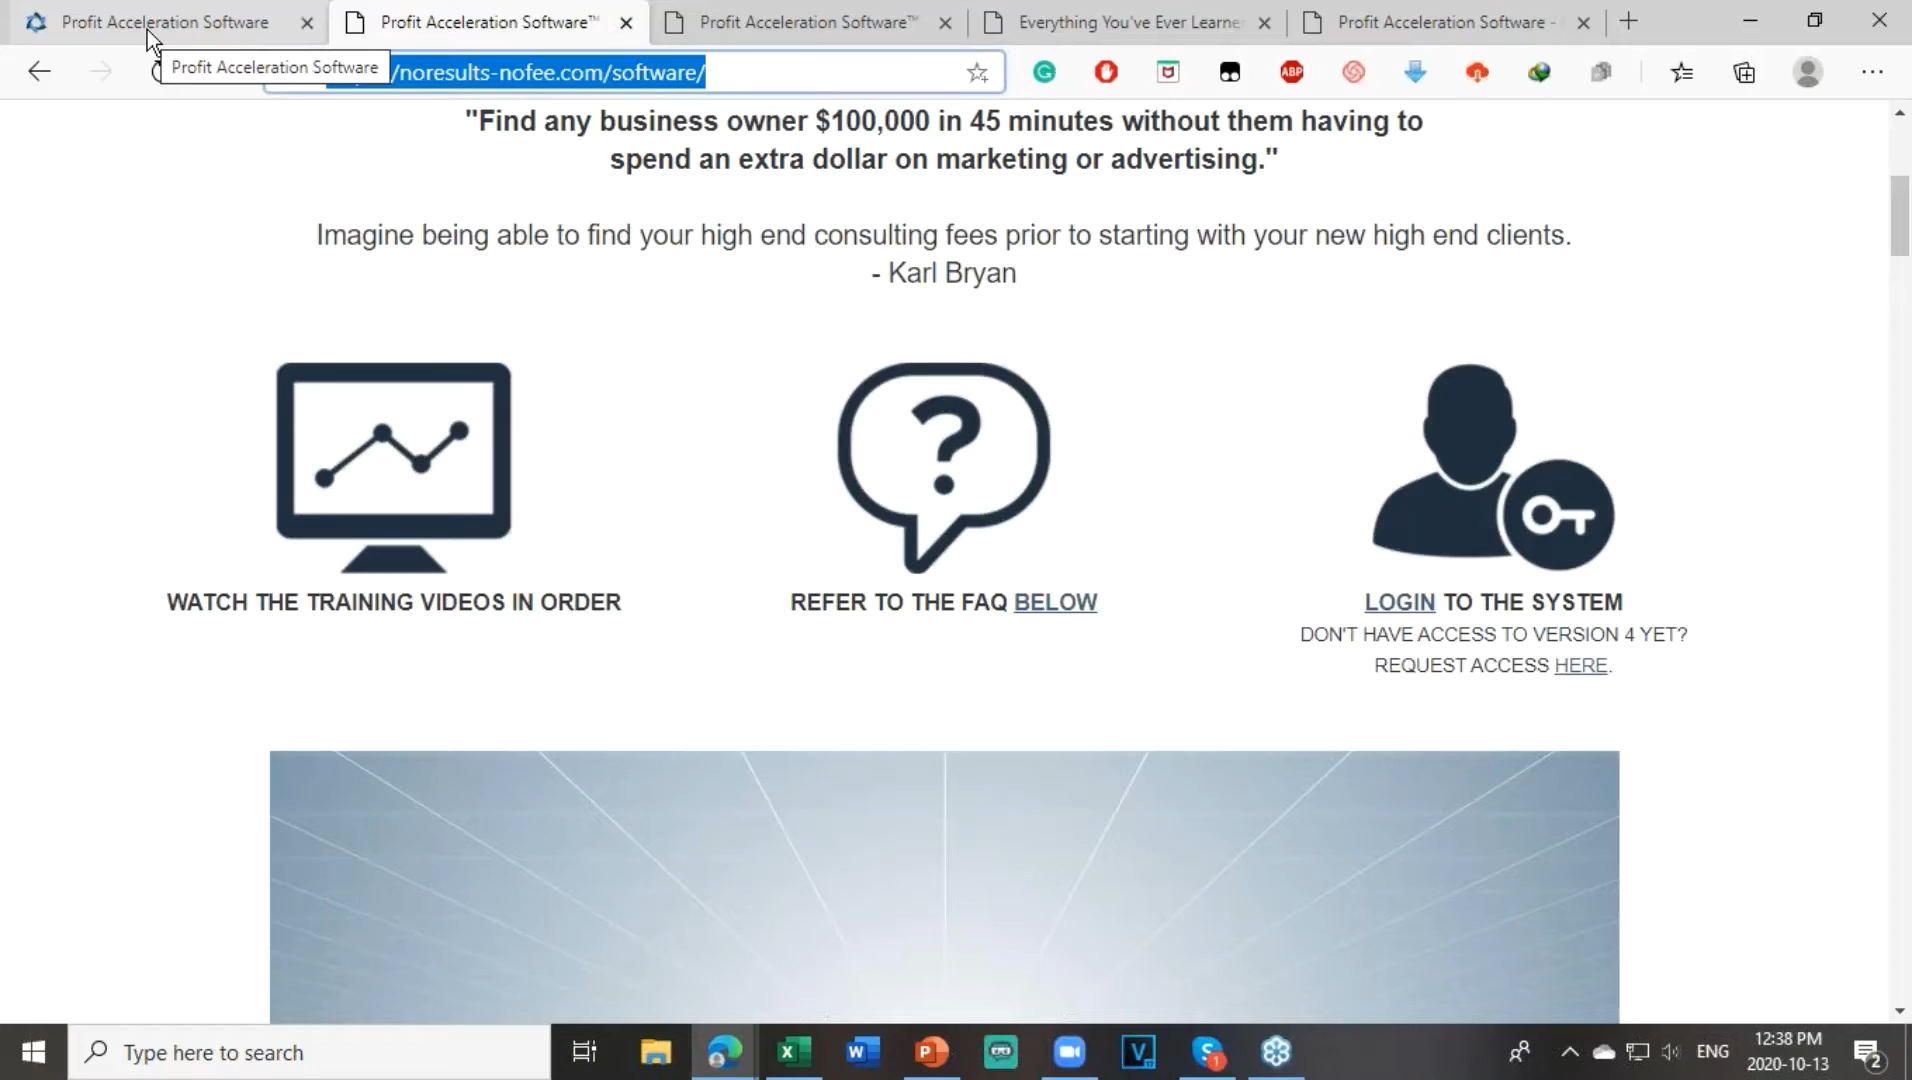 Profit Acceleration Software
Profit Acceleration Software™
Profit Acceleration Software™
Everything You've Ever Learne
Profit Acceleration Software -
Profit Acceleration Software
/noresults-nofee.com/software/
ABP
"Find any business owner $100,000 in 45 minutes without them having to
spend an extra dollar on marketing or advertising."
Imagine being able to find your high end consulting fees prior to starting with your new high end clients.
- Karl Bryan
WATCH THE TRAINING VIDEOS IN ORDER
REFER TO THE FAQ BELOW
LOGIN TO THE SYSTEM
DON'T HAVE ACCESS TO VERSION 4 YET?
REQUEST ACCESS HERE.
Type here to search
ENG
12:38 PM
2020-10-13
2